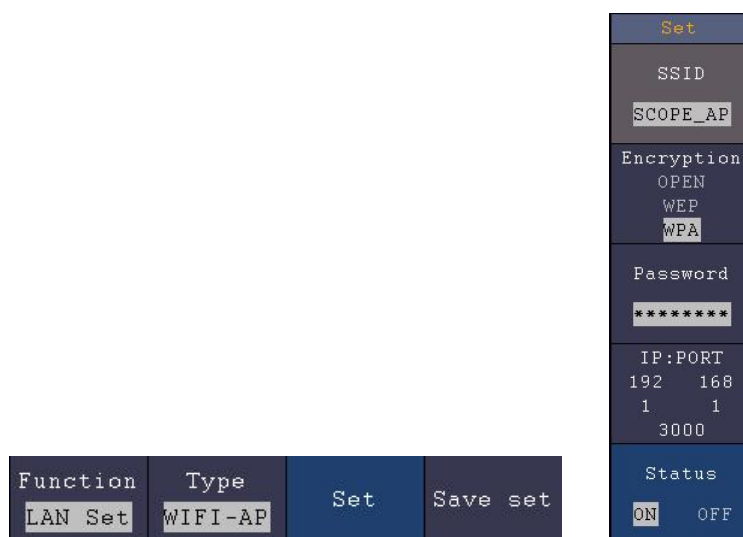 Set
SSID
SCOPE_AP
Encryption
OPEN
WEP
WPA
Password
********
IP:PORT
192 168
1 1
3000
Status
ON OFF
Function
LAN Set
Type
WIFI-AP
Set
Save set